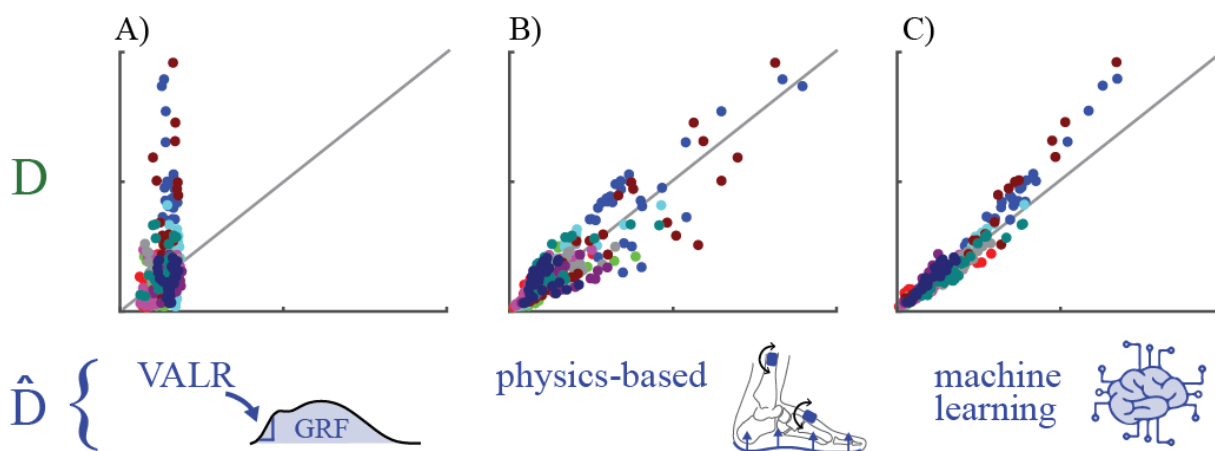 A)
B)
C)
D
D̂ {
VALR
GRF
physics-based
machine
learning